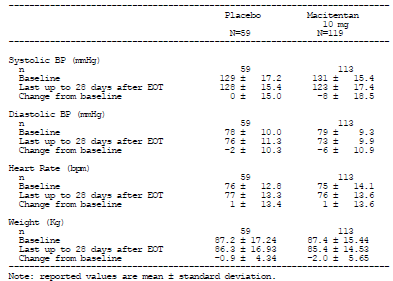 Placebo Macitentan
10 mg
N=59 N=119
Systolic BP (mmHg)
n 59 113
Baseline 129 ± 17.2 131 ± 15.4
Last up to 28 days after EOT 128 ± 15.4 123 ± 17.4
Change from baseline 0 ± 15.0 -8 ± 18.5
Diastolic BP (mmHg)
n 59 113
Baseline 78 ± 10.0 79 ± 9.3
Last up to 28 days after EOT 76 ± 11.3 73 ± 9.9
Change from baseline -2 ± 10.3 -6 ± 10.9
Heart Rate (bpm)
n 59 113
Baseline 76 ± 12.8 75 ± 14.1
Last up to 28 days after EOT 77 ± 13.3 76 ± 13.6
Change from baseline 1 ± 13.4 1 ± 13.6
Weight (Kg)
n 59 113
Baseline 87.2 ± 17.24 87.4 ± 15.44
Last up to 28 days after EOT 86.3 ± 16.93 85.4 ± 14.53
Change from baseline -0.9 ± 4.34 -2.0 ± 5.65
Note: reported values are mean ± standard deviation.